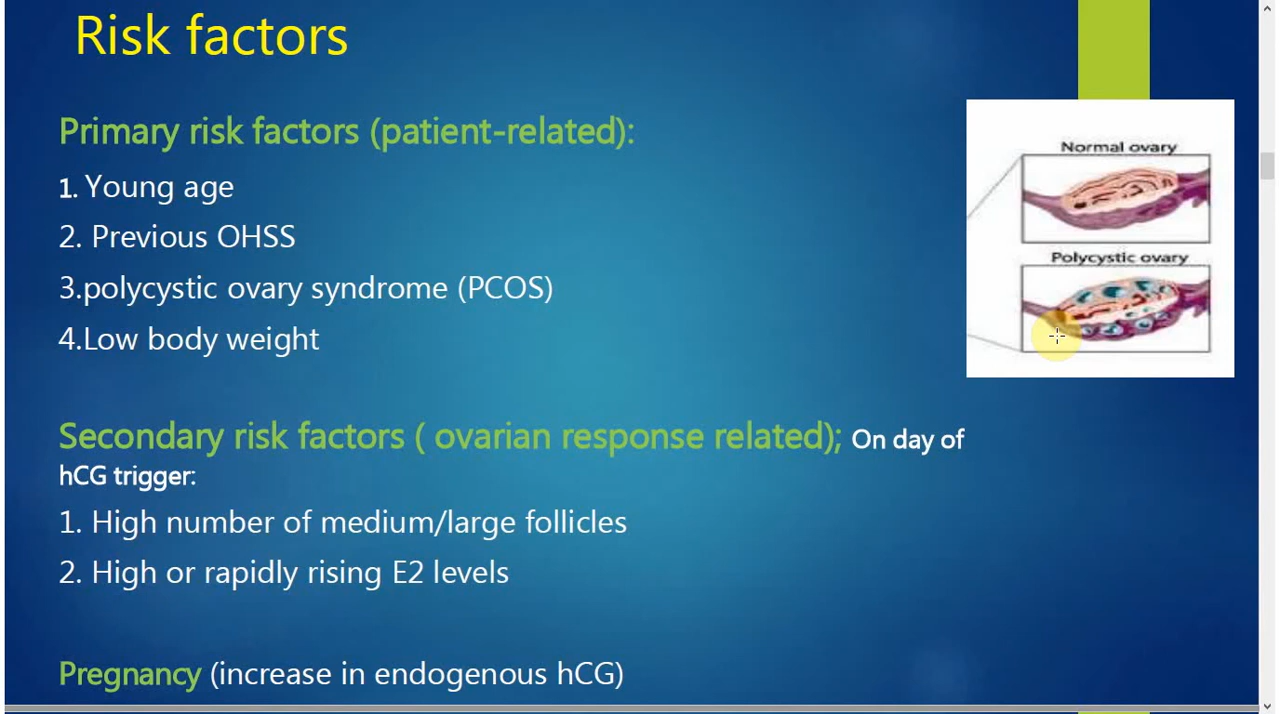 Risk factors
Primary risk factors (patient-related):
1. Young age
2. Previous OHSS
3.polycystic ovary syndrome (PCOS)
4.Low body weight
Normal ovary
Polycystic ovary
Secondary risk factors ( ovarian response related); On day of
hCG trigger:
1. High number of medium/large follicles
2. High or rapidly rising E2 levels
Pregnancy (increase in endogenous hCG)